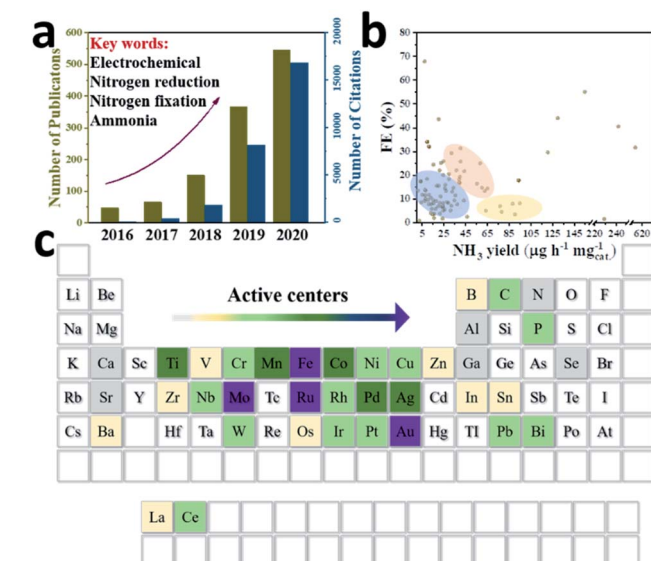 a
Number of Publicatons
600
500
400
300
200
100
0
Key words:
Electrochemical
Nitrogen reduction
Nitrogen fixation
Ammonia
20000
15000
10000
5000
0
Number of Citations
2016 2017 2018 2019 2020
b
FE (%)
80
70
60
50
40
30
20
10
0
5 25 45 65 85 105 125 145 220 240 620
NH3 yield (μg h-1 mg-1cat.)
c
Active centers
Li Be B C N O F
Na Mg Al Si P S Cl
K Ca Sc Ti V Cr Mn Fe Co Ni Cu Zn Ga Ge As Se Br
Rb Sr Y Zr Nb Mo Tc Ru Rh Pd Ag Cd In Sn Sb Te I
Cs Ba Hf Ta W Re Os Ir Pt Au Hg TI Pb Bi Po At
La Ce